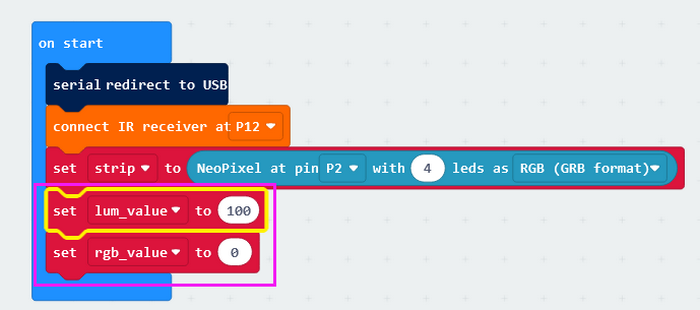 on start
serial redirect to USB
connect IR receiver at P12
set strip to NeoPixel at pin P2 with 4 leds as RGB (GRB format)
set lum_value to 100
set rgb_value to 0